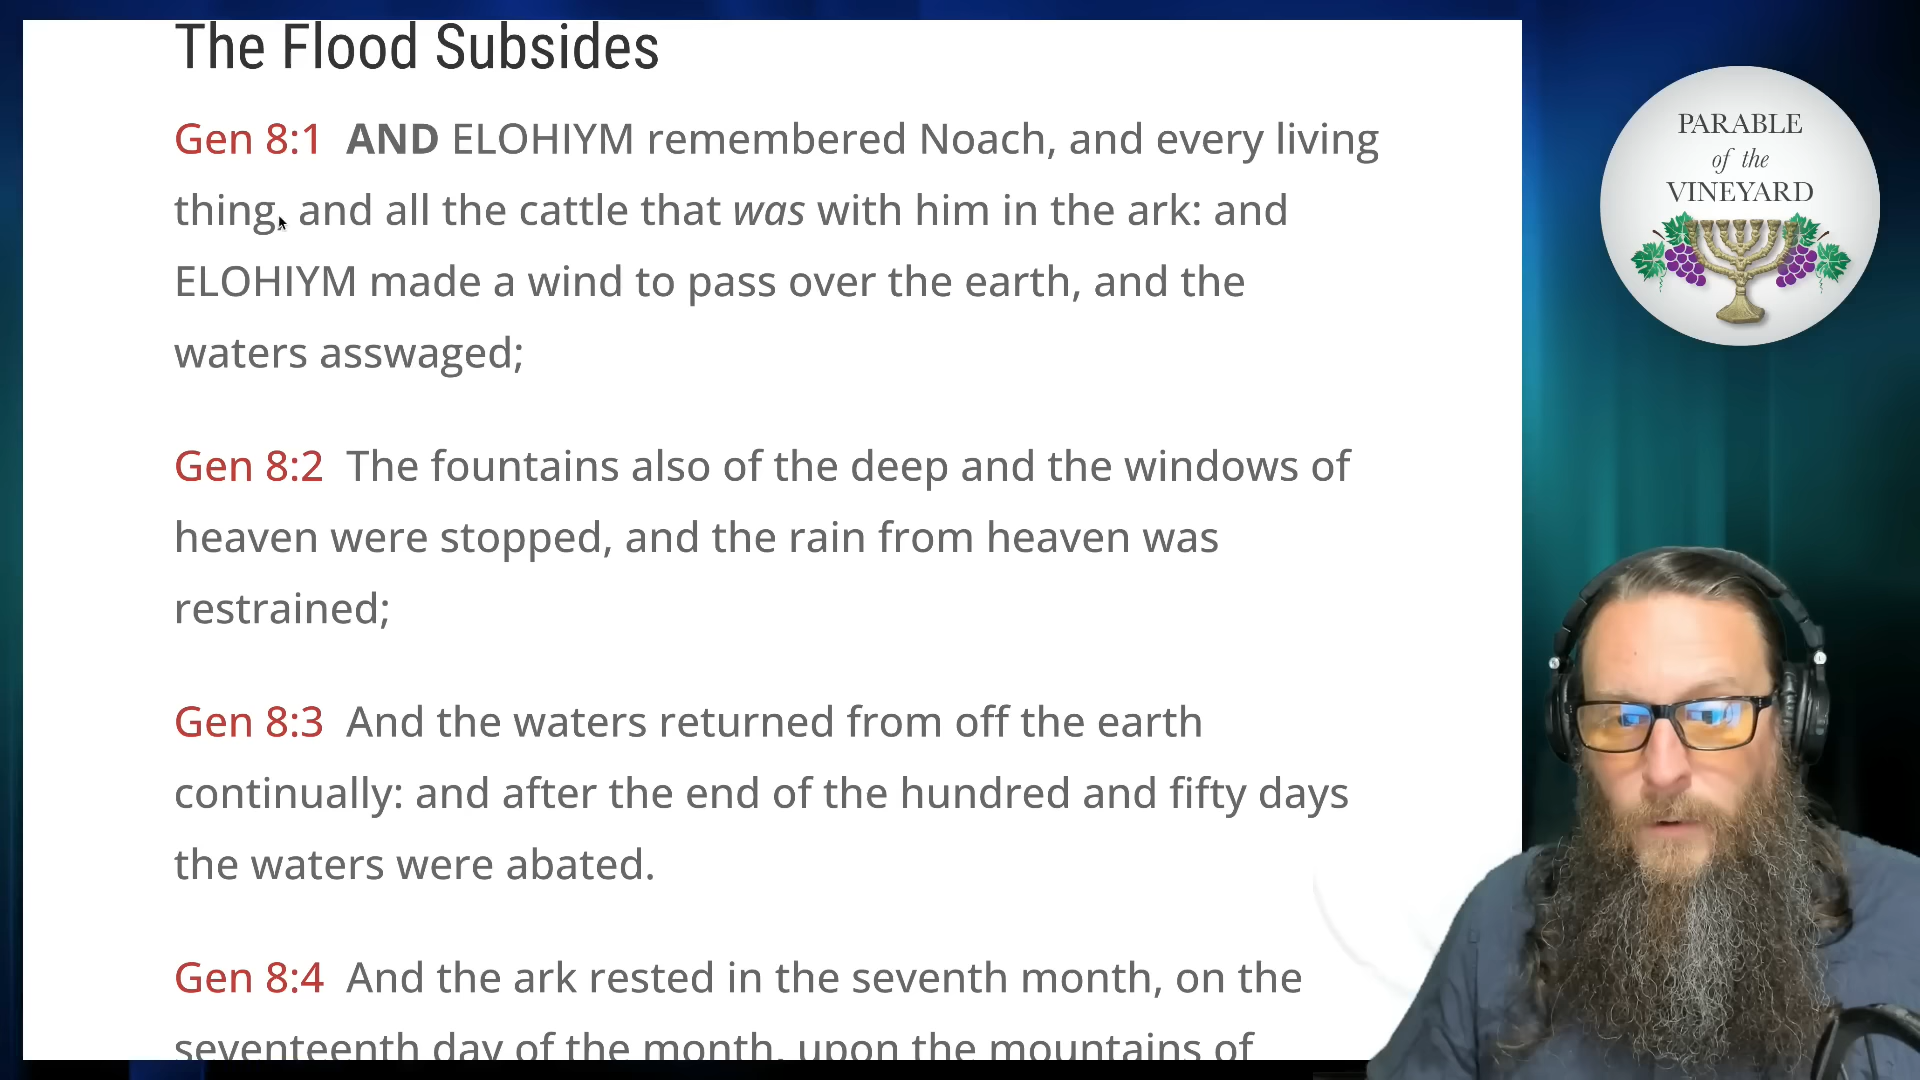 The Flood Subsides
Gen 8:1 AND ELOHIYM remembered Noach, and every living
thing, and all the cattle that was with him in the ark: and
ELOHIYM made a wind to pass over the earth, and the
waters asswaged;
Gen 8:2 The fountains also of the deep and the windows of
heaven were stopped, and the rain from heaven was
restrained;
Gen 8:3 And the waters returned from off the earth
continually: and after the end of the hundred and fifty days
the waters were abated.
Gen 8:4 And the ark rested in the seventh month, on the
seventeenth day of the month, upon the mountains of
PARABLE
of the
VINEYARD